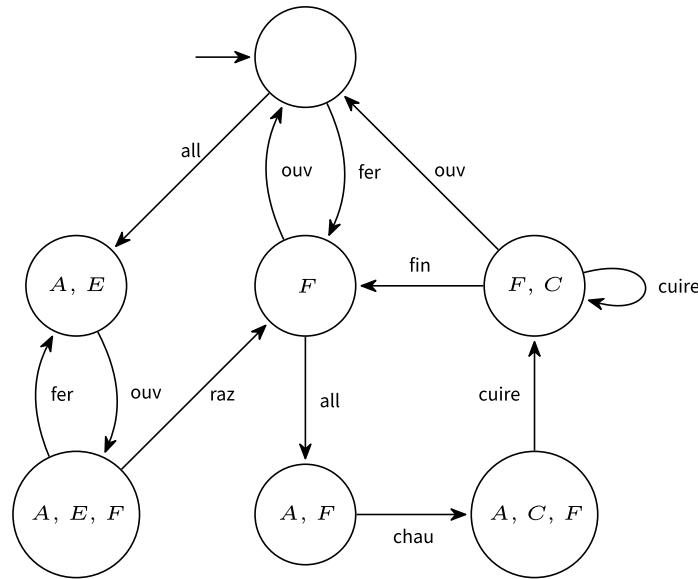 all
ouv
fer
ouv
A, E
F
fin
F, C
cuire
fer
ouv
raz
all
cuire
A, E, F
A, F
chau
A, C, F